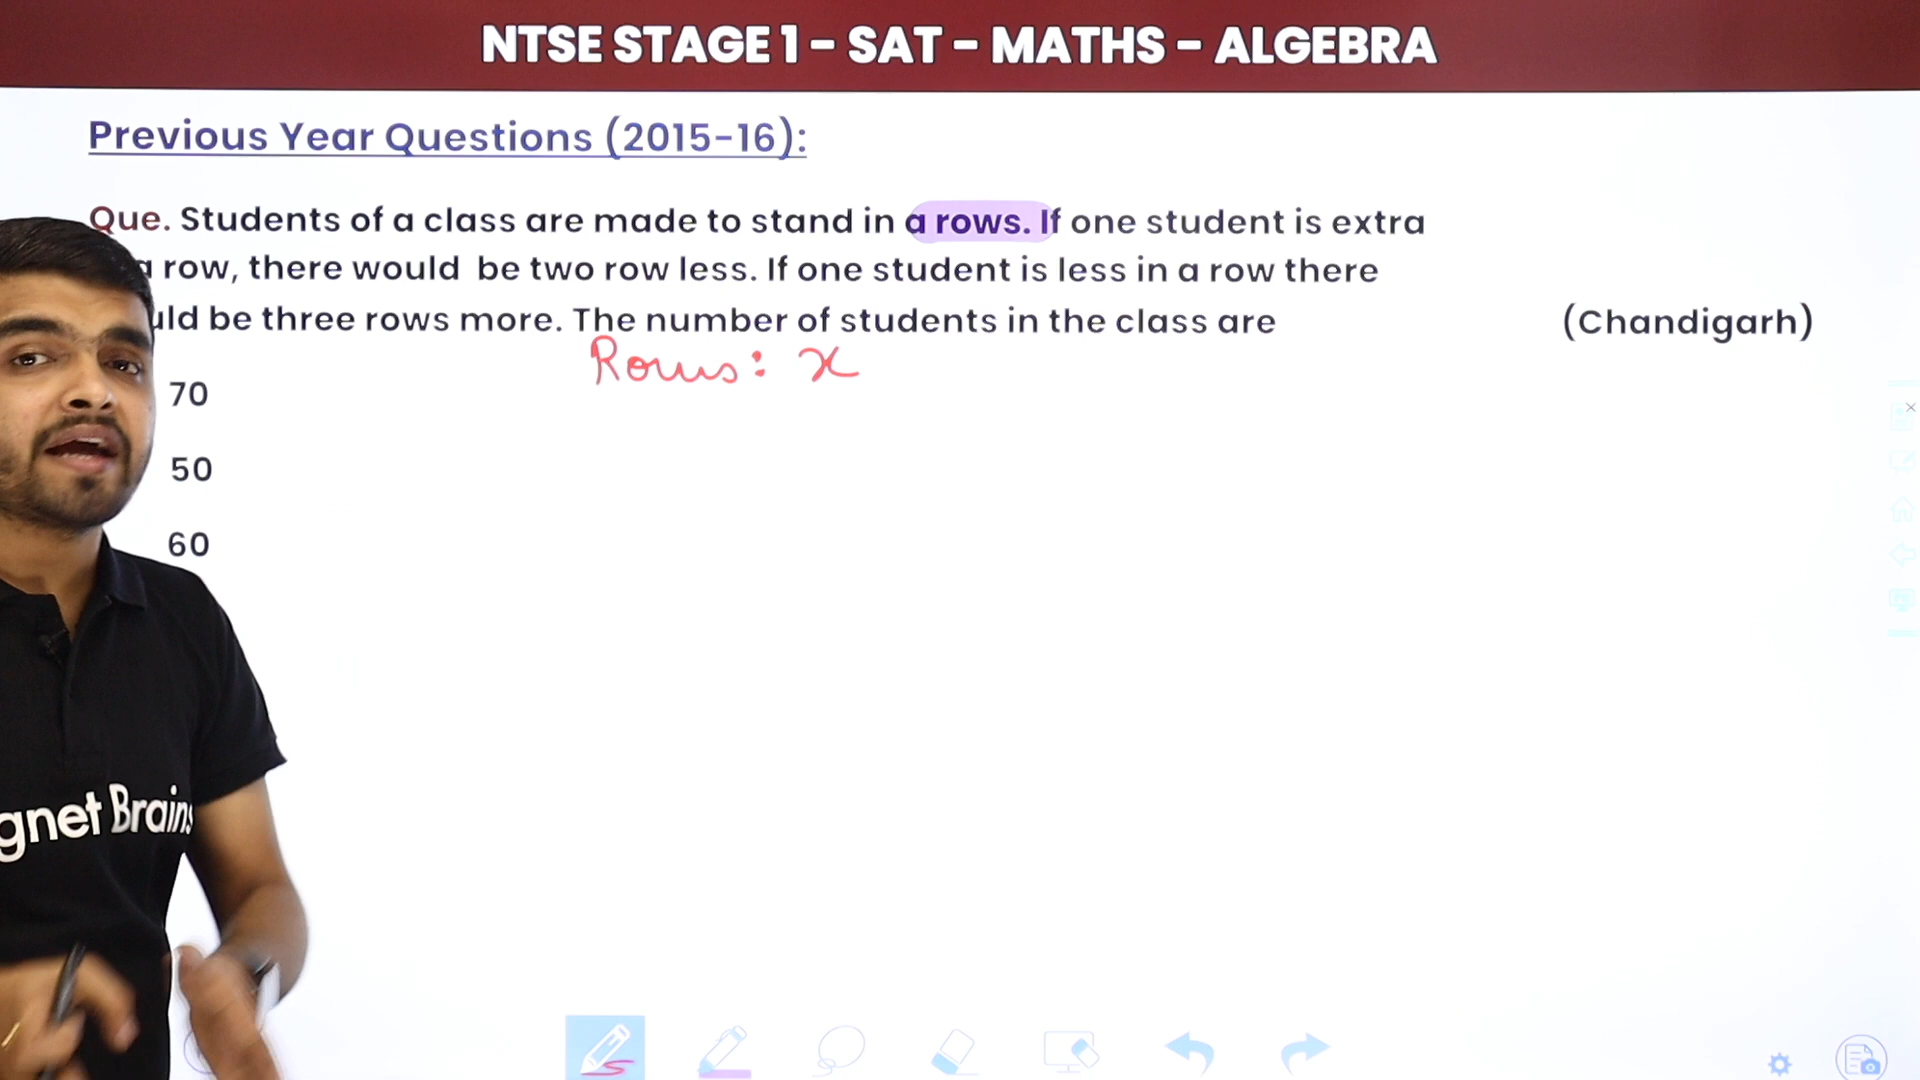 NTSE STAGE 1 - SAT - MATHS - ALGEBRA
Previous Year Questions (2015-16):
Que. Students of a class are made to stand in a rows. If one student is extra
a row, there would be two row less. If one student is less in a row there
uld be three rows more. The number of students in the class are
(Chandigarh)
Rows: x
70
50
60
gnet Brains